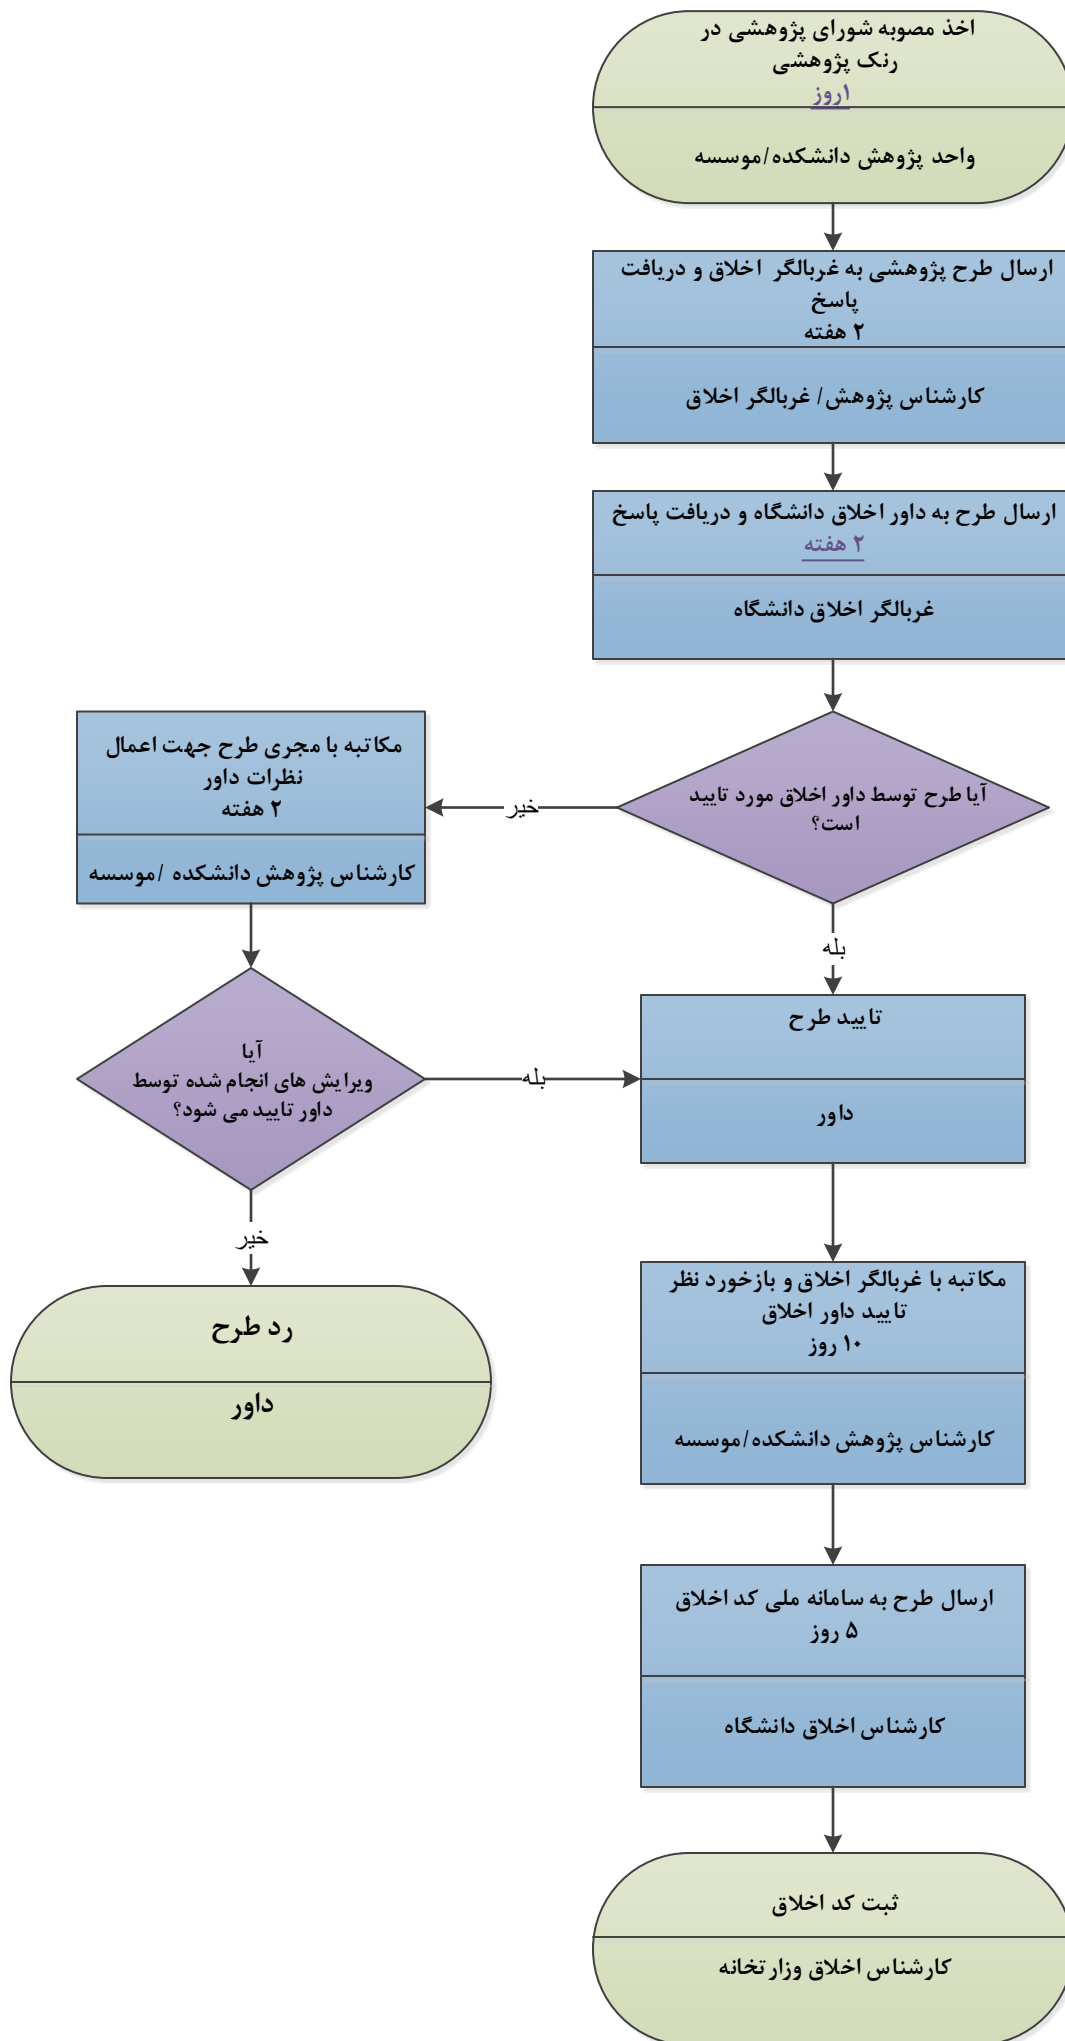 اخذ مصوبه شورای پژوهشی در
رنک پژوهشی
۱روز
واحد پژوهش دانشکده/موسسه
ارسال طرح پژوهشی به غربالگر اخلاق و دریافت
پاسخ
۲ هفته
کارشناس پژوهش/ غربالگر اخلاق
ارسال طرح به داور اخلاق دانشگاه و دریافت پاسخ
۲ هفته
غربالگر اخلاق دانشگاه
آیا طرح توسط داور اخلاق مورد تایید
است؟
خیر
مکاتبه با مجری طرح جهت اعمال
نظرات داور
۲ هفته
کارشناس پژوهش دانشکده /موسسه
بله
آیا
ویرایش های انجام شده توسط
داور تایید می شود؟
بله
تایید طرح
داور
خیر
رد طرح
داور
مکاتبه با غربالگر اخلاق و بازخورد نظر
تایید داور اخلاق
۱۰ روز
کارشناس پژوهش دانشکده/موسسه
ارسال طرح به سامانه ملی کد اخلاق
۵ روز
کارشناس اخلاق دانشگاه
ثبت کد اخلاق
کارشناس اخلاق وزارتخانه